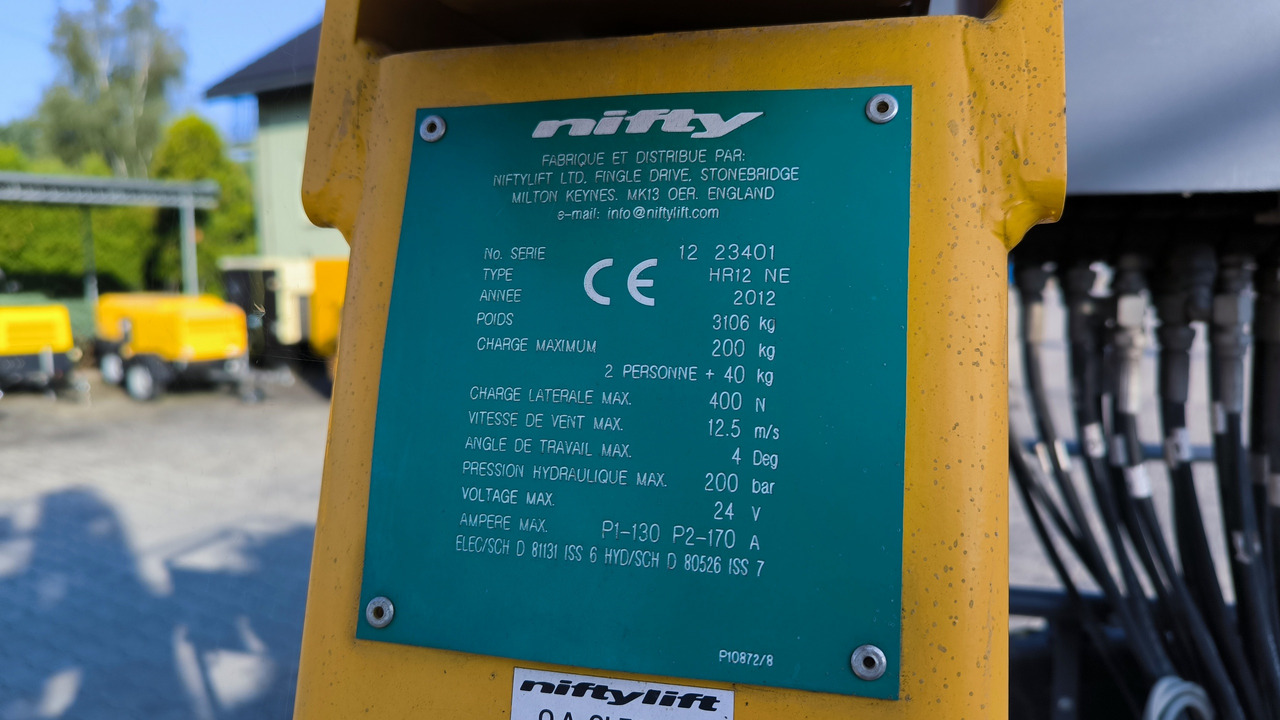 nifty
FABRIQUE ET DISTRIBUE PAR:
NIFTYLIFT LTD. FINGLE DRIVE. STONEBRIDGE
MILTON KEYNES. MK13 OER. ENGLAND
e-mail: info@niftylift.com
No. SERIE 12 23401
TYPE HR12 NE
CE
ANNEE 2012
POIDS 3106 kg
CHARGE MAXIMUM 200 kg
2 PERSONNE + 40 kg
CHARGE LATERALE MAX. 400 N
VITESSE DE VENT MAX. 12.5 m/s
ANGLE DE TRAVAIL MAX. 4 Deg
PRESSION HYDRAULIQUE MAX. 200 bar
VOLTAGE MAX. 24 V
AMPERE MAX. P1-130 P2-170 A
ELEC/SCH D 81131 ISS 6 HYD/SCH D 80526 ISS 7
P10872/8
niftylift